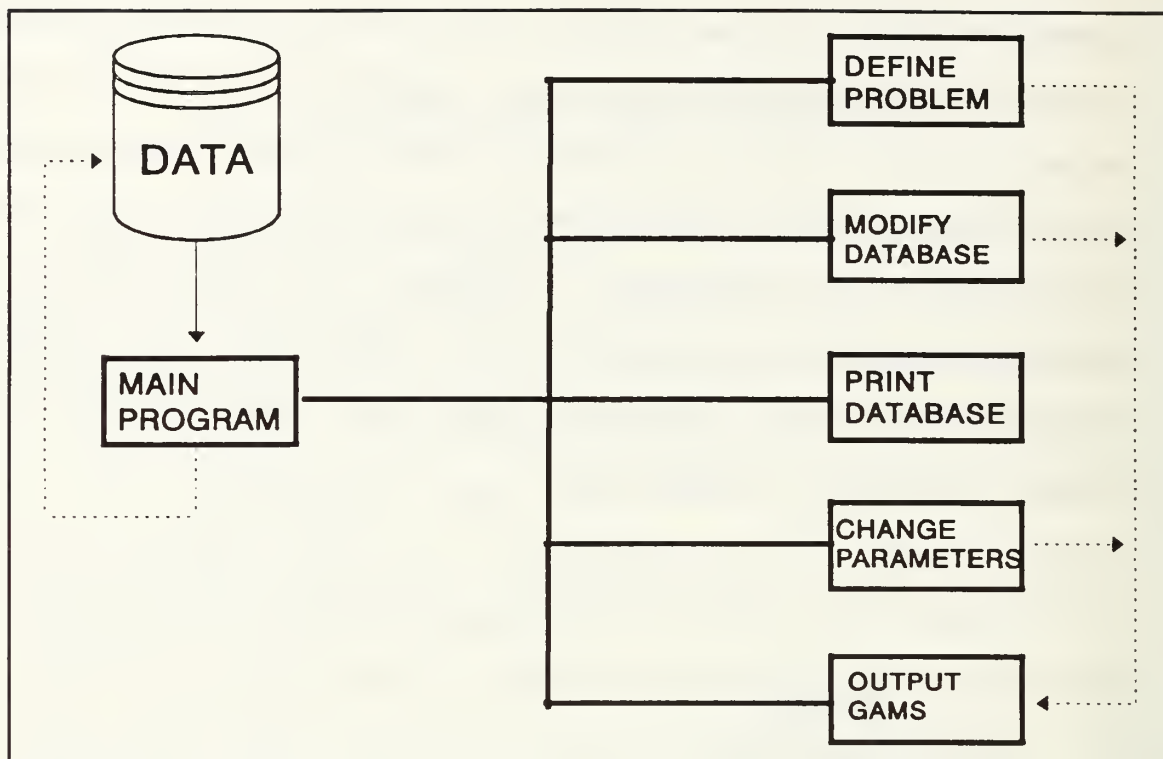 DATA
MAIN
PROGRAM
DEFINE
PROBLEM
MODIFY
DATABASE
PRINT
DATABASE
CHANGE
PARAMETERS
OUTPUT
GAMS